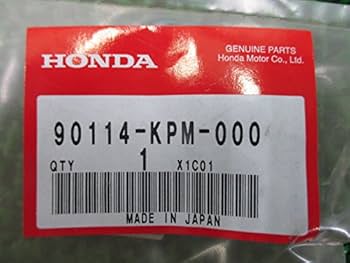 HONDA
GENUINE PARTS
Honda Motor Co., Ltd.
90114-KPM-000
QTY 1 X1C01
MADE IN JAPAN